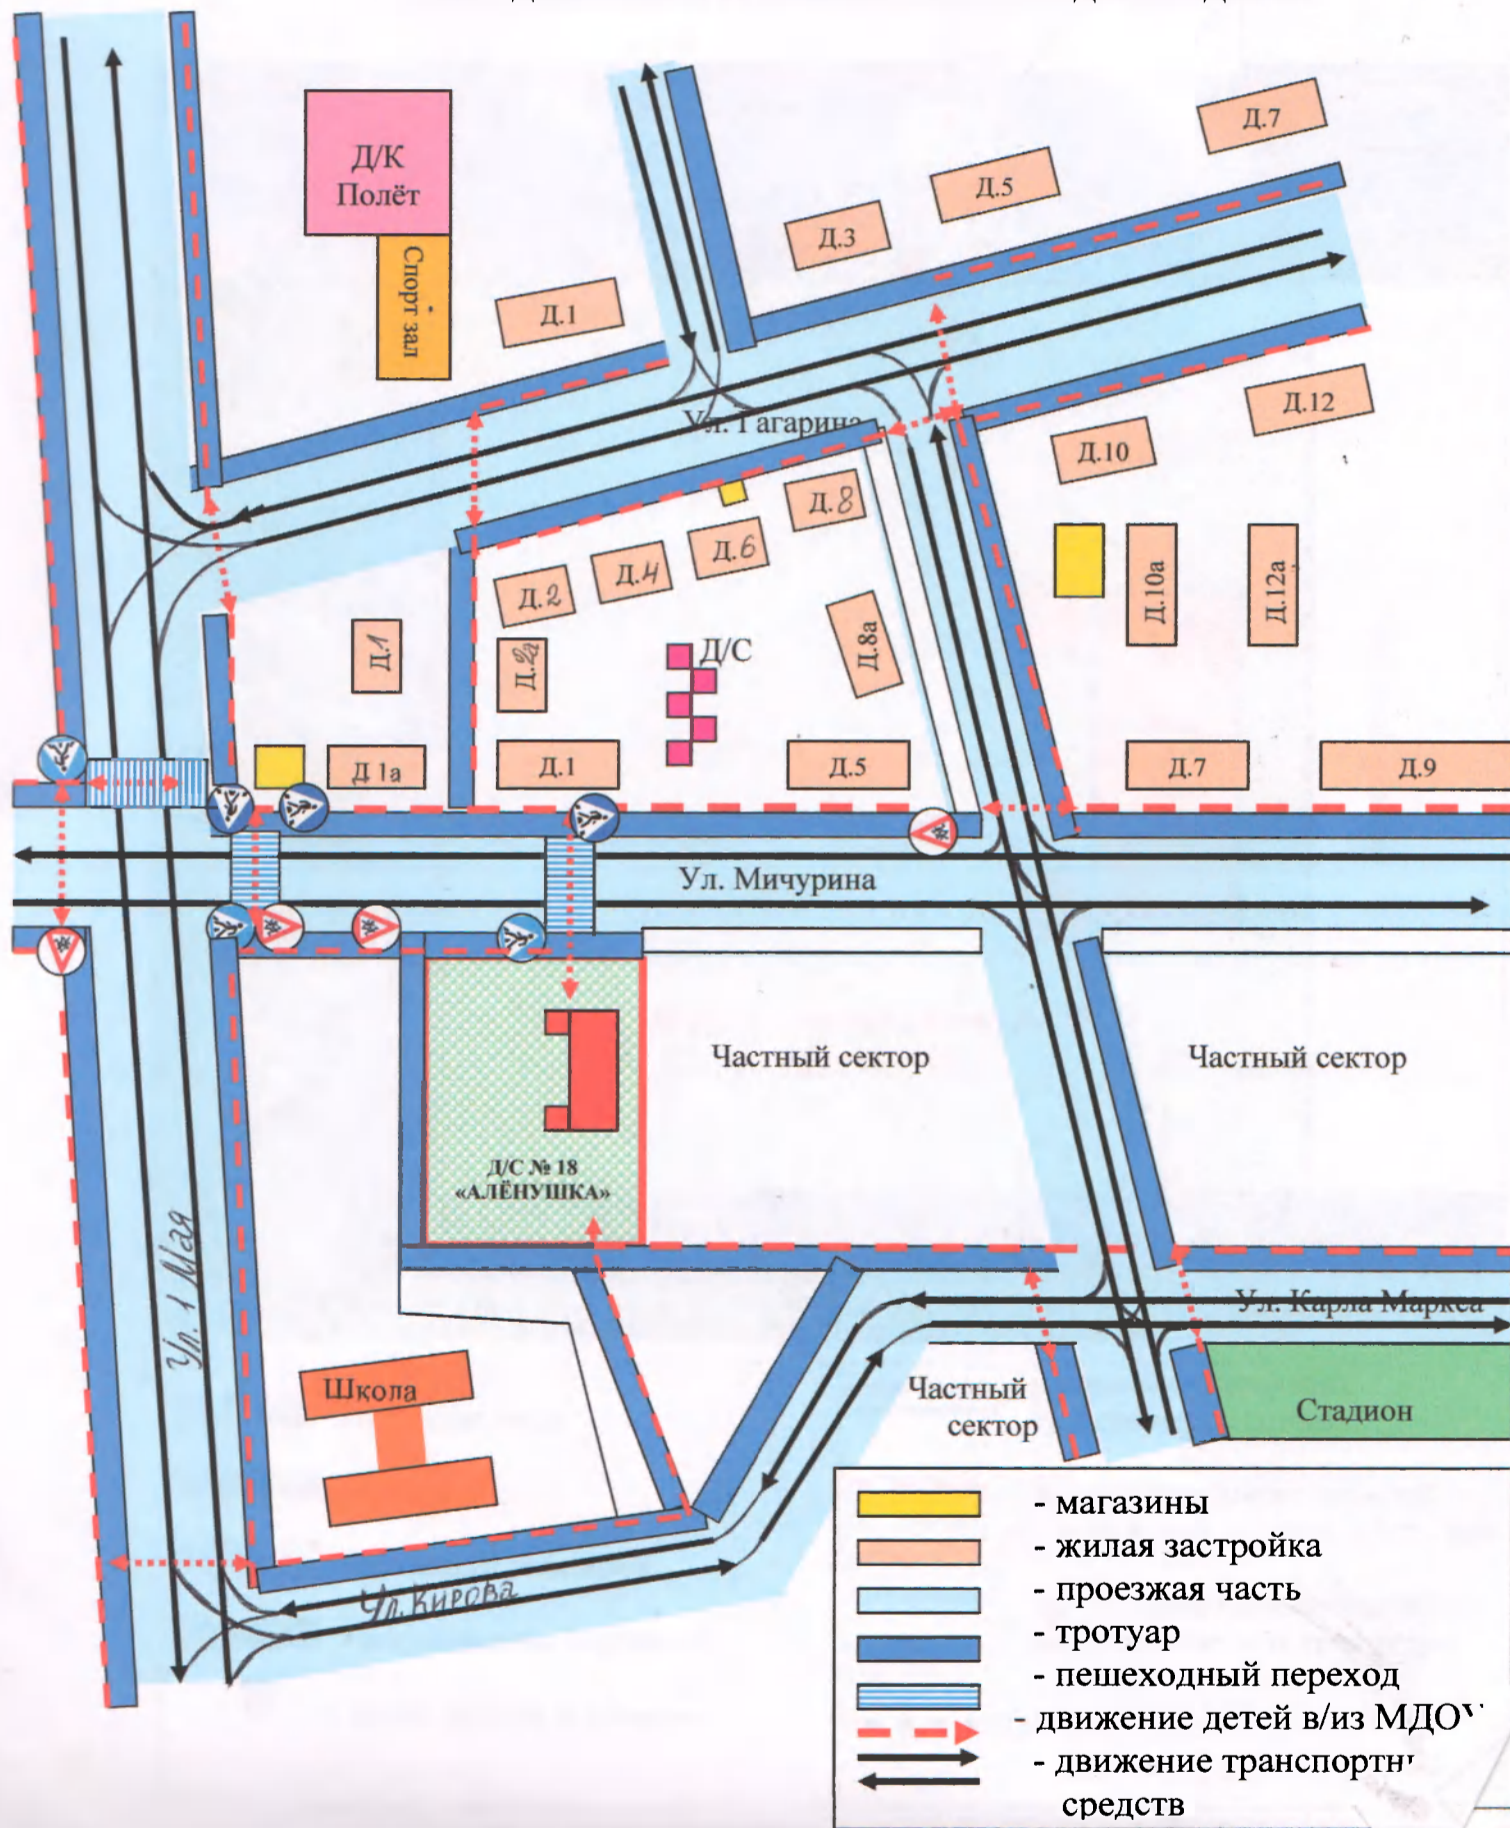 Д/К
Полёт
Спорт зал
Д.1
Д.3
Д.5
Д.7
Ул. Гагарина
Д.12
Д.10
Д.8
Д.6
Д.4
Д.2
Д.2а
Д.1
Д/С
Д.8а
Д.10а
Д.12а
Д 1а
Д.1
Д.5
Д.7
Д.9
Ул. Мичурина
Частный сектор
Частный сектор
Д/С № 18
«АЛЁНУШКА»
Ул. 1 Мая
Ул. Карла Маркса
Школа
Частный
сектор
Стадион
Ул. Кирова
- магазины
- жилая застройка
- проезжая часть
- тротуар
- пешеходный переход
- движение детей в/из
- движение
средств